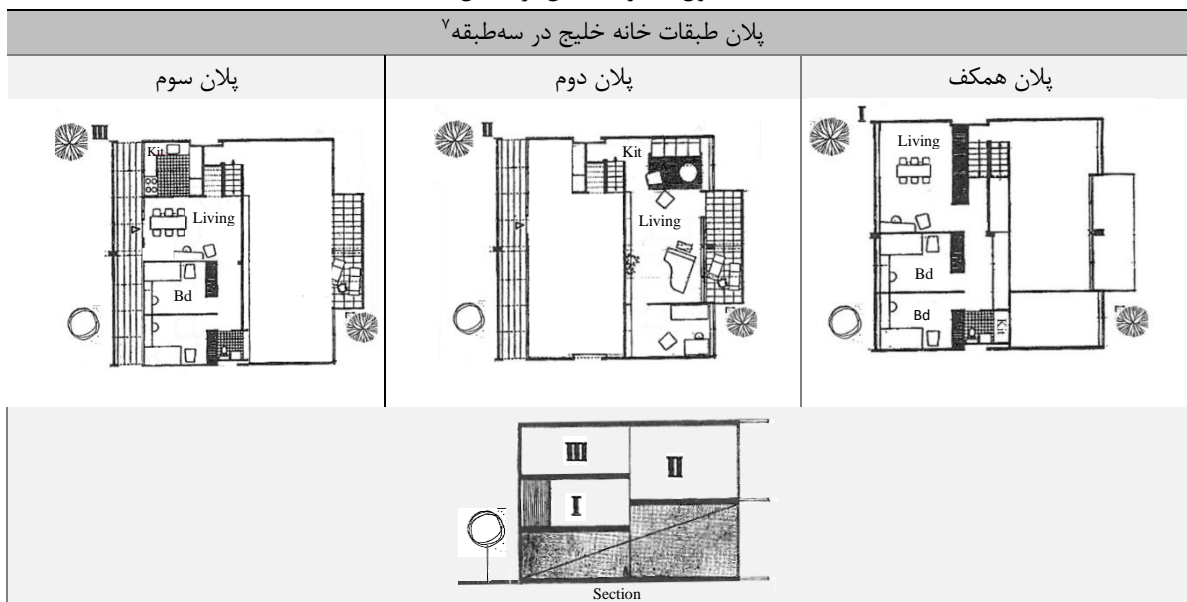 پلان طبقات خانه خلیج در سه‌طبقه۷
پلان همکف
پلان دوم
پلان سوم
I
Living
Bd
Bd
Kit
II
Kit
Living
III
Kit
Living
Bd
III
II
I
Section